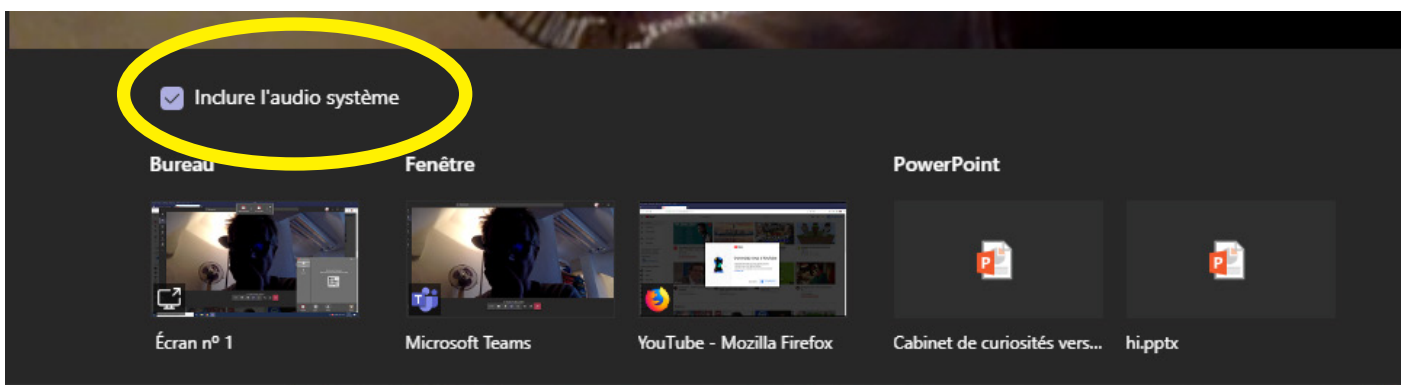 Inclure l'audio système
Bureau
Fenêtre
PowerPoint
Écran nº 1
Microsoft Teams
YouTube - Mozilla Firefox
Cabinet de curiosités vers...
hi.pptx